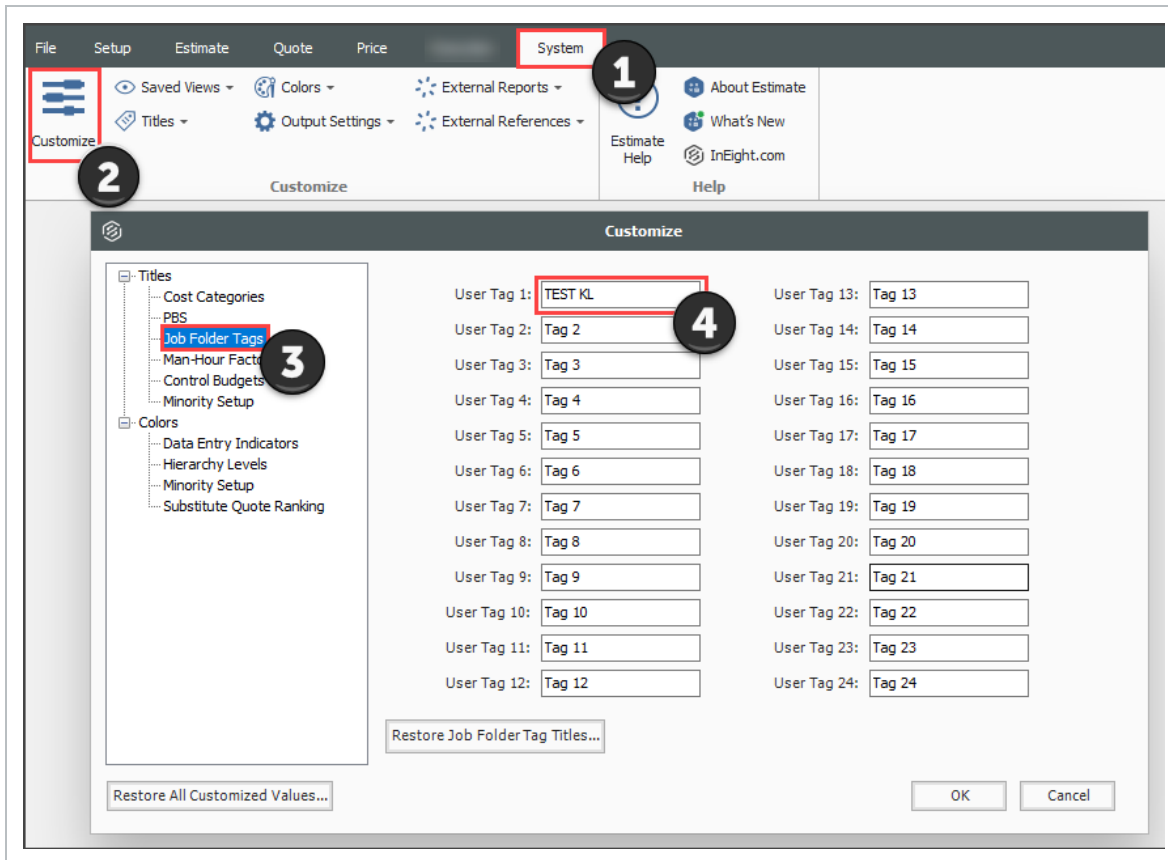 File Setup Estimate Quote Price System
1
Saved Views Colors External Reports About Estimate
Titles Output Settings External References What's New
Customize Estimate Help InEight.com
2
Customize Help
Customize
Titles
Cost Categories
PBS
Job Folder Tags
3
Man-Hour Facto
Control Budgets
Minority Setup
Colors
Data Entry Indicators
Hierarchy Levels
Minority Setup
Substitute Quote Ranking
User Tag 1: TEST KL
4
User Tag 2: Tag 2
User Tag 3: Tag 3
User Tag 4: Tag 4
User Tag 5: Tag 5
User Tag 6: Tag 6
User Tag 7: Tag 7
User Tag 8: Tag 8
User Tag 9: Tag 9
User Tag 10: Tag 10
User Tag 11: Tag 11
User Tag 12: Tag 12
User Tag 13: Tag 13
User Tag 14: Tag 14
User Tag 15: Tag 15
User Tag 16: Tag 16
User Tag 17: Tag 17
User Tag 18: Tag 18
User Tag 19: Tag 19
User Tag 20: Tag 20
User Tag 21: Tag 21
User Tag 22: Tag 22
User Tag 23: Tag 23
User Tag 24: Tag 24
Restore Job Folder Tag Titles...
Restore All Customized Values... OK Cancel